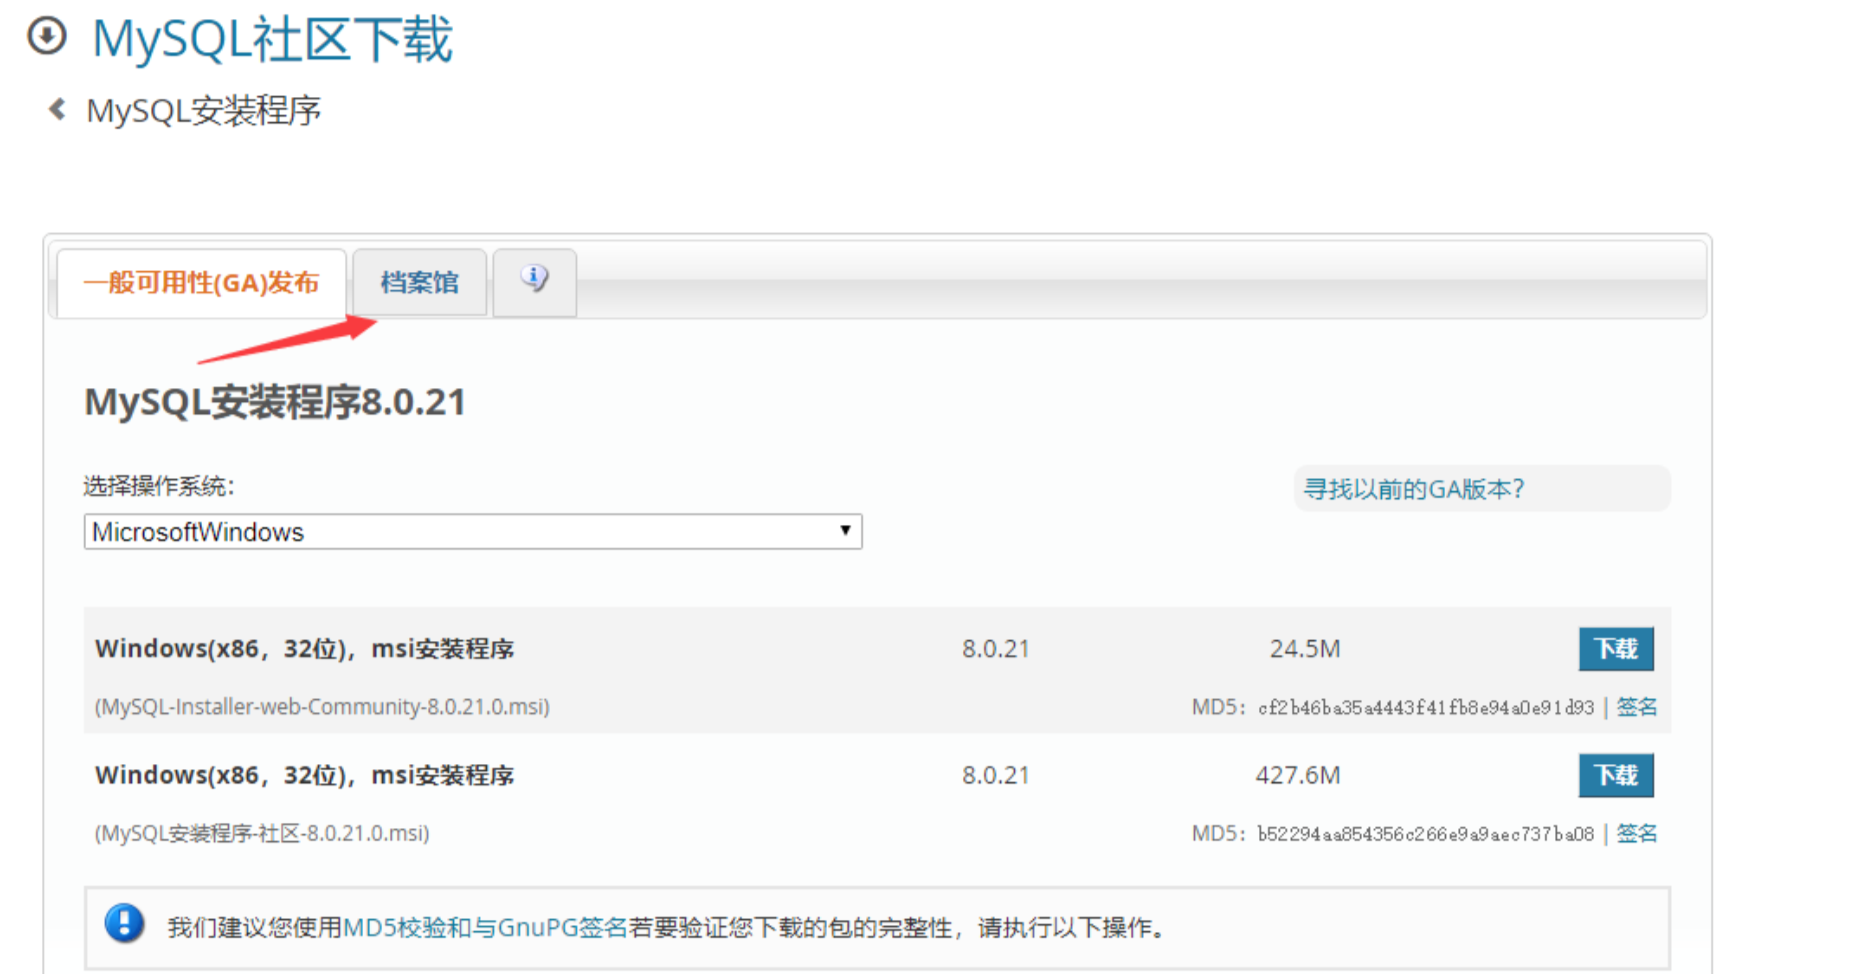 MySQL社区下载
MySQL安装程序
一般可用性(GA)发布 档案馆
MySQL安装程序8.0.21
选择操作系统:
寻找以前的GA版本?
MicrosoftWindows
Windows(x86，32位)，msi安装程序 8.0.21 24.5M 下载
(MySQL-Installer-web-Community-8.0.21.0.msi) MD5: cf2b46ba35a4443f41fb8e94a0e91d93 | 签名
Windows(x86，32位)，msi安装程序 8.0.21 427.6M 下载
(MySQL安装程序-社区-8.0.21.0.msi) MD5: b52294aa854356c266e9a9aec737ba08 | 签名
我们建议您使用MD5校验和与GnuPG签名若要验证您下载的包的完整性，请执行以下操作。